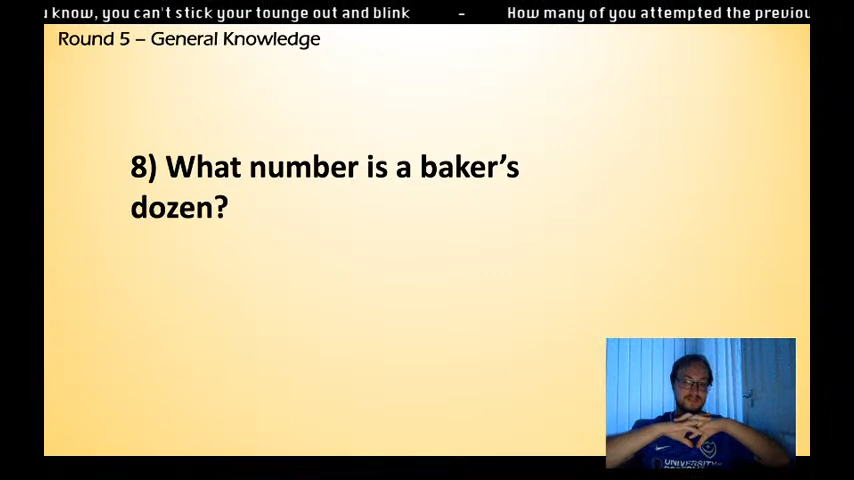 know, you can't stick your tounge out and blink - How many of you attempted the
Round 5 – General Knowledge
8) What number is a baker's
dozen?
UNIVERSITY